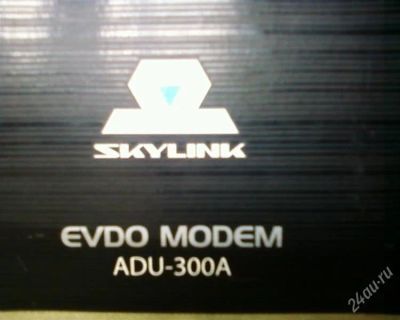 SKYLINK
EVDO MODEM
ADU-300A
24au.ru